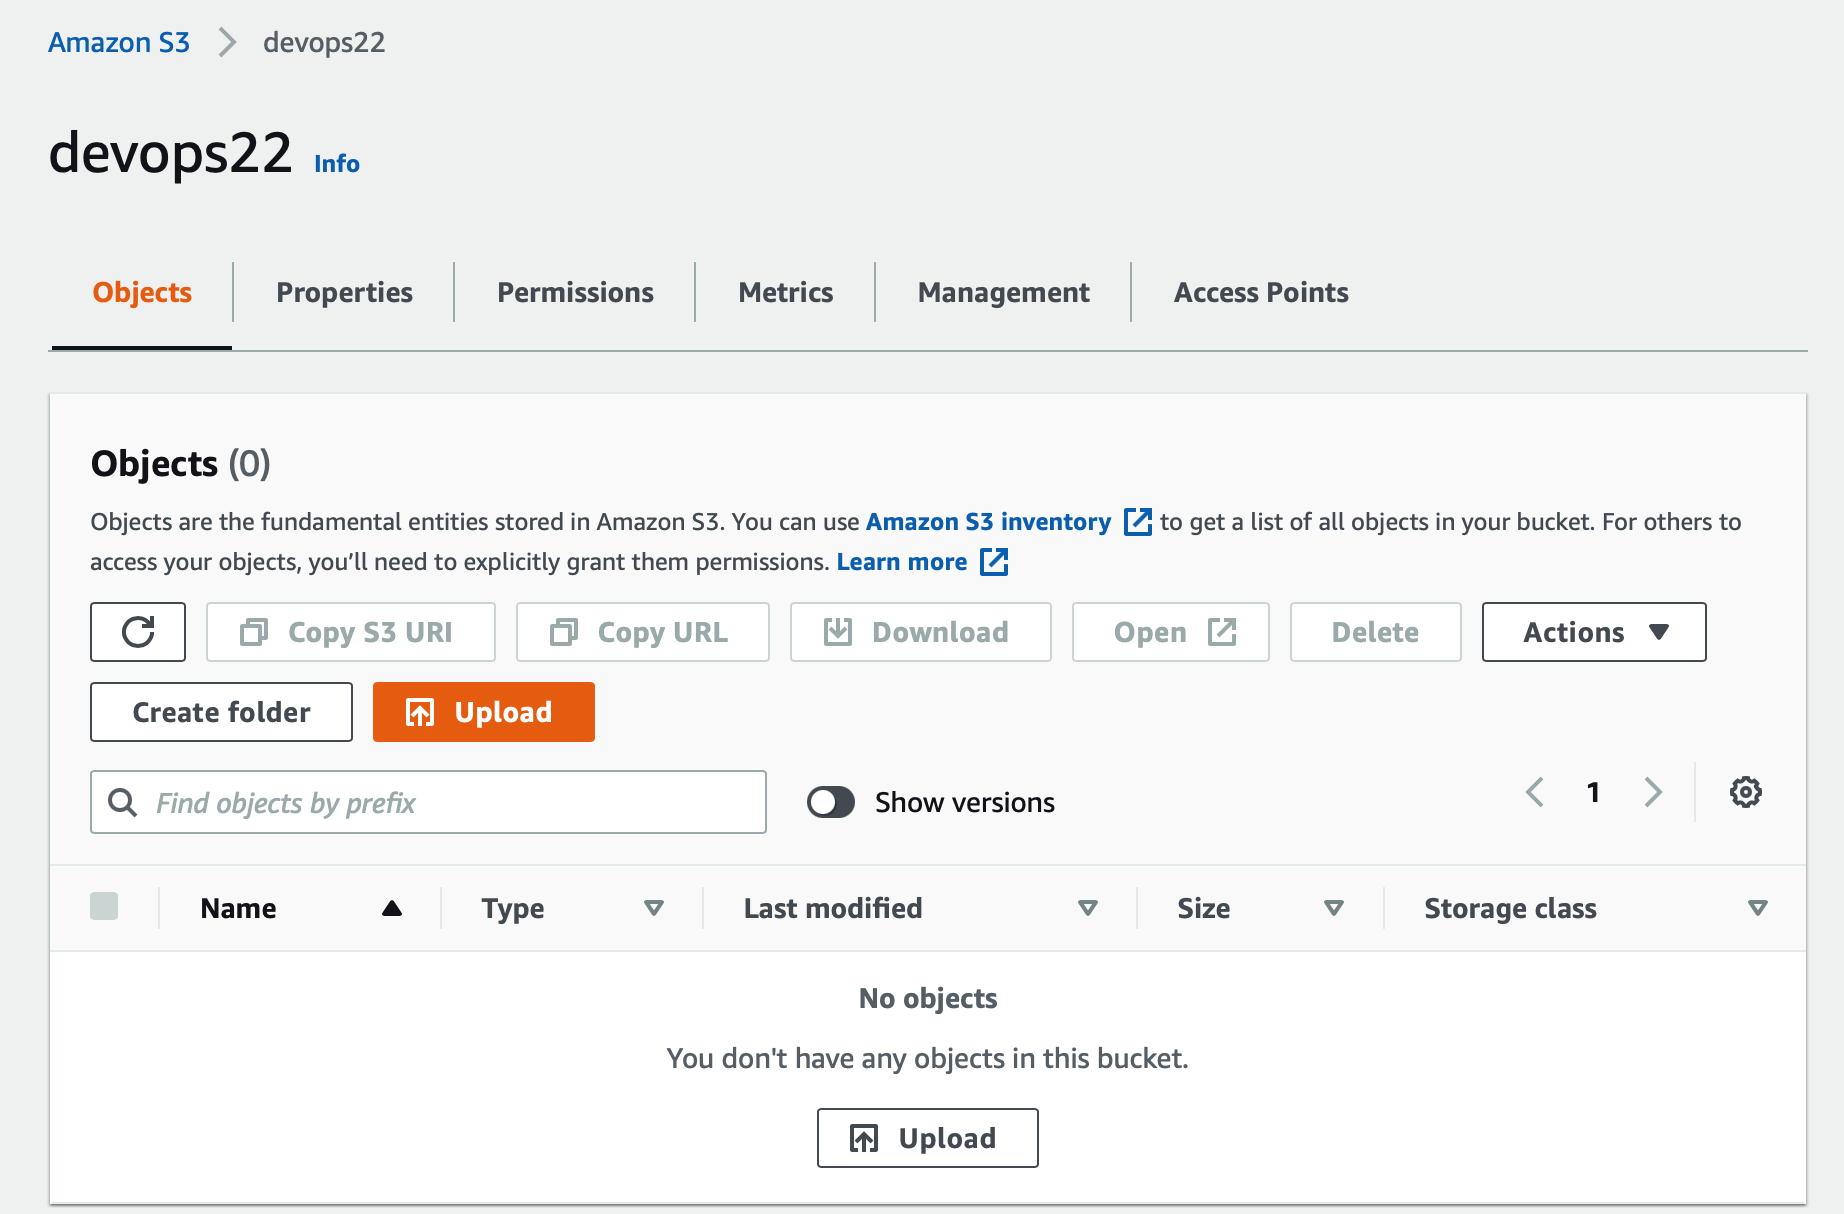 Amazon S3 devops22
devops22 Info
Objects Properties Permissions Metrics Management Access Points
Objects (0)
Objects are the fundamental entities stored in Amazon S3. You can use Amazon S3 inventory to get a list of all objects in your bucket. For others to
access your objects, you’ll need to explicitly grant them permissions. Learn more
Copy S3 URI Copy URL Download Open Delete Actions
Create folder Upload
Find objects by prefix Show versions 1
Name Type Last modified Size Storage class
No objects
You don't have any objects in this bucket.
Upload